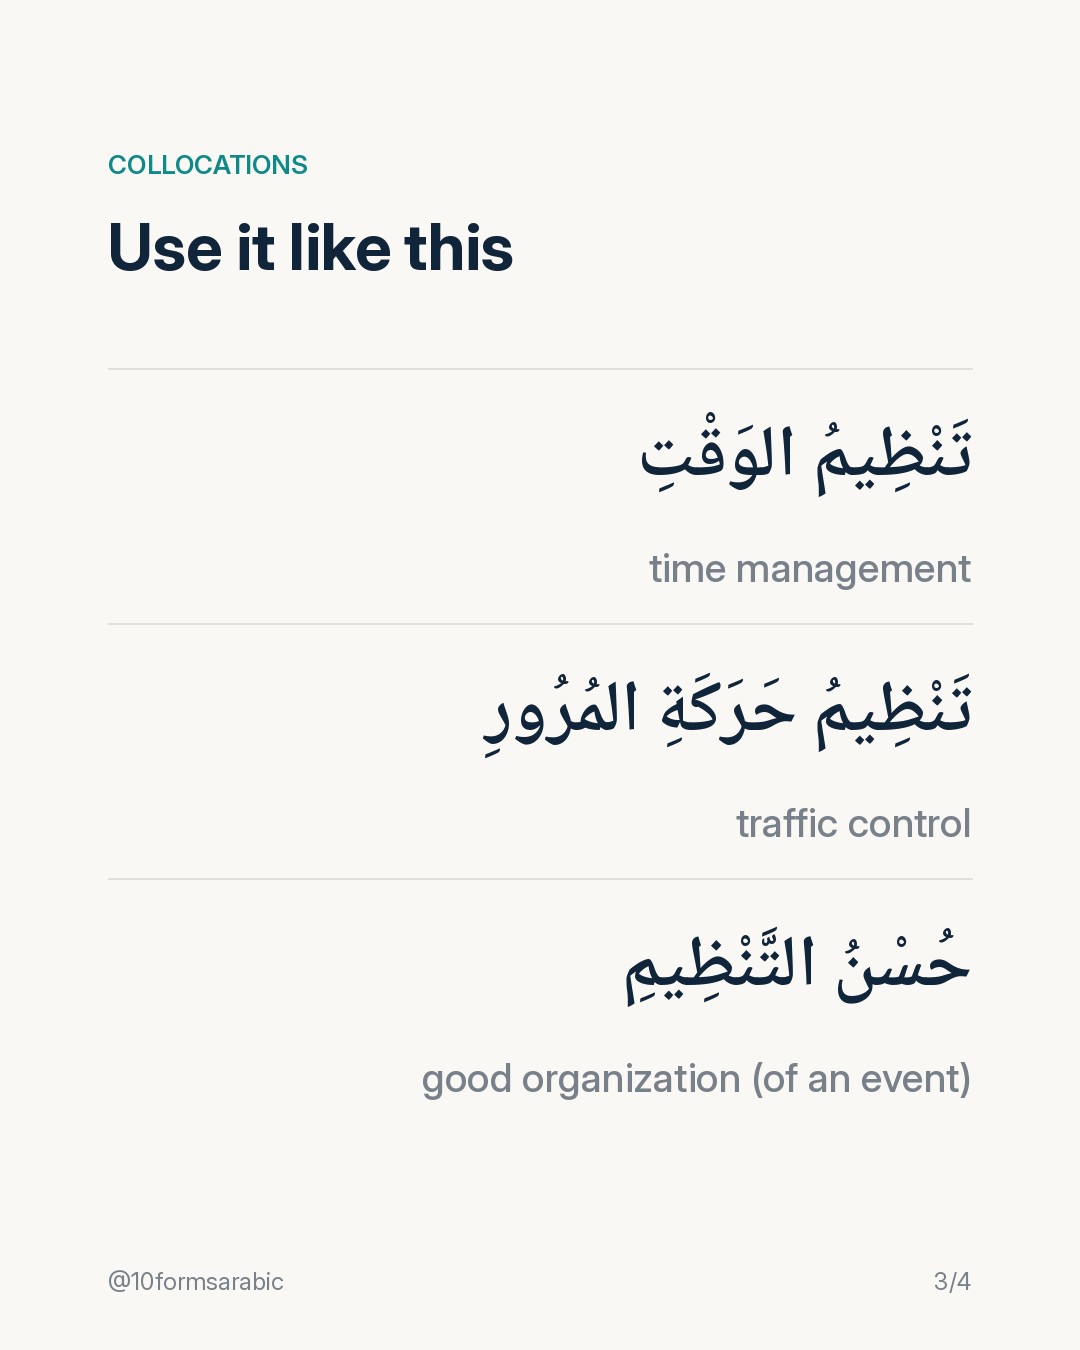 COLLOCATIONS
Use it like this
تَنْظِيمُ الوَقْتِ
time management
تَنْظِيمُ حَرَكَةِ المُرُورِ
traffic control
حُسْنُ التَّنْظِيمِ
good organization (of an event)
@10formsarabic
3/4